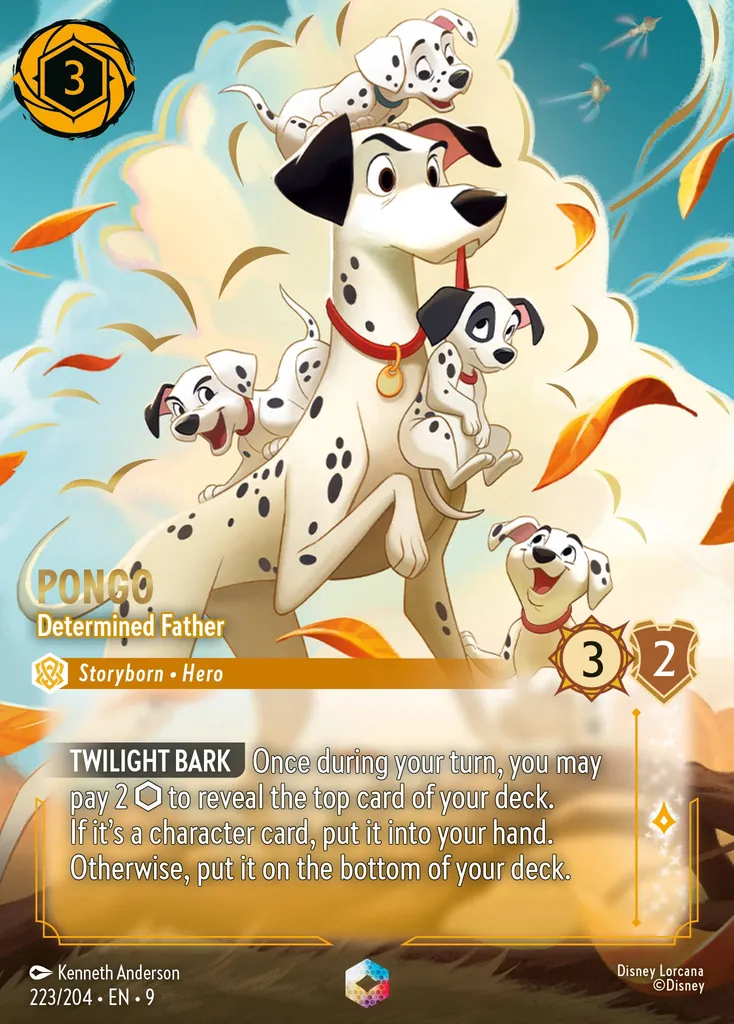 3
PONGO
Determined Father
Storyborn • Hero
3
2
TWILIGHT BARK Once during your turn, you may
pay 2 ⬡ to reveal the top card of your deck.
If it's a character card, put it into your hand.
Otherwise, put it on the bottom of your deck.
Kenneth Anderson
223/204 • EN • 9
Disney Lorcana
©Disney